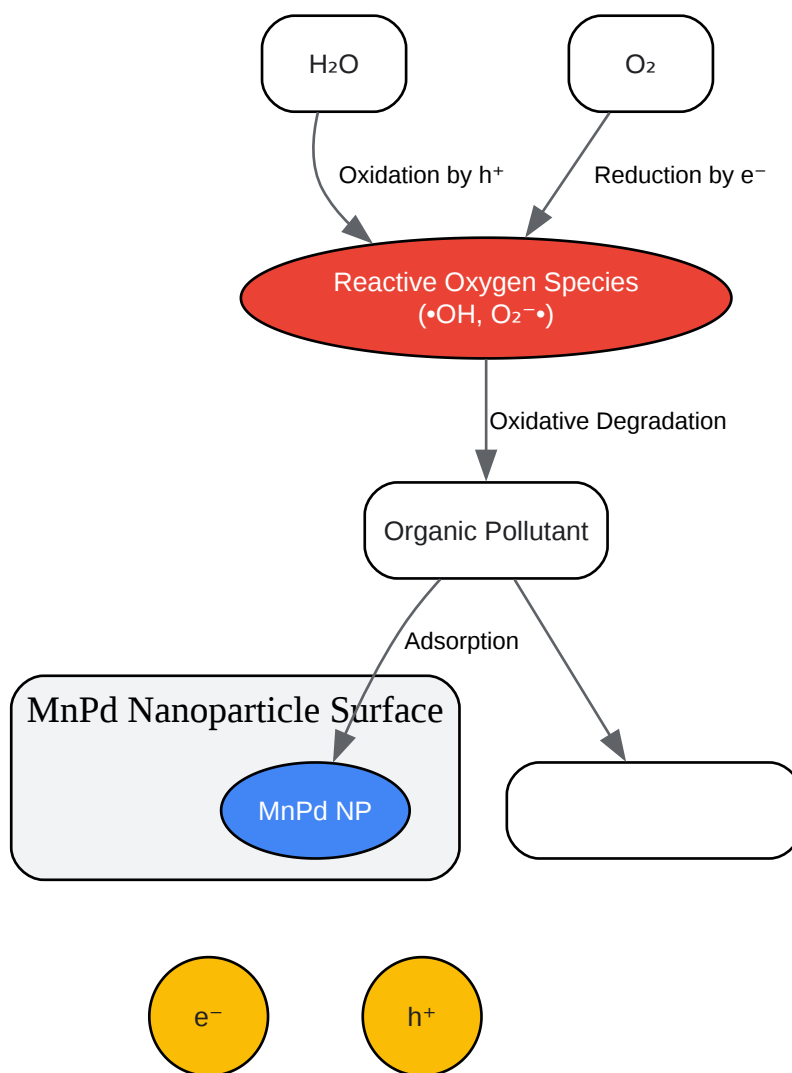 H₂O
O₂
Oxidation by h⁺
Reduction by e⁻
Reactive Oxygen Species
(•OH, O₂⁻•)
Oxidative Degradation
Organic Pollutant
Adsorption
MnPd Nanoparticle Surface
MnPd NP
e⁻
h⁺